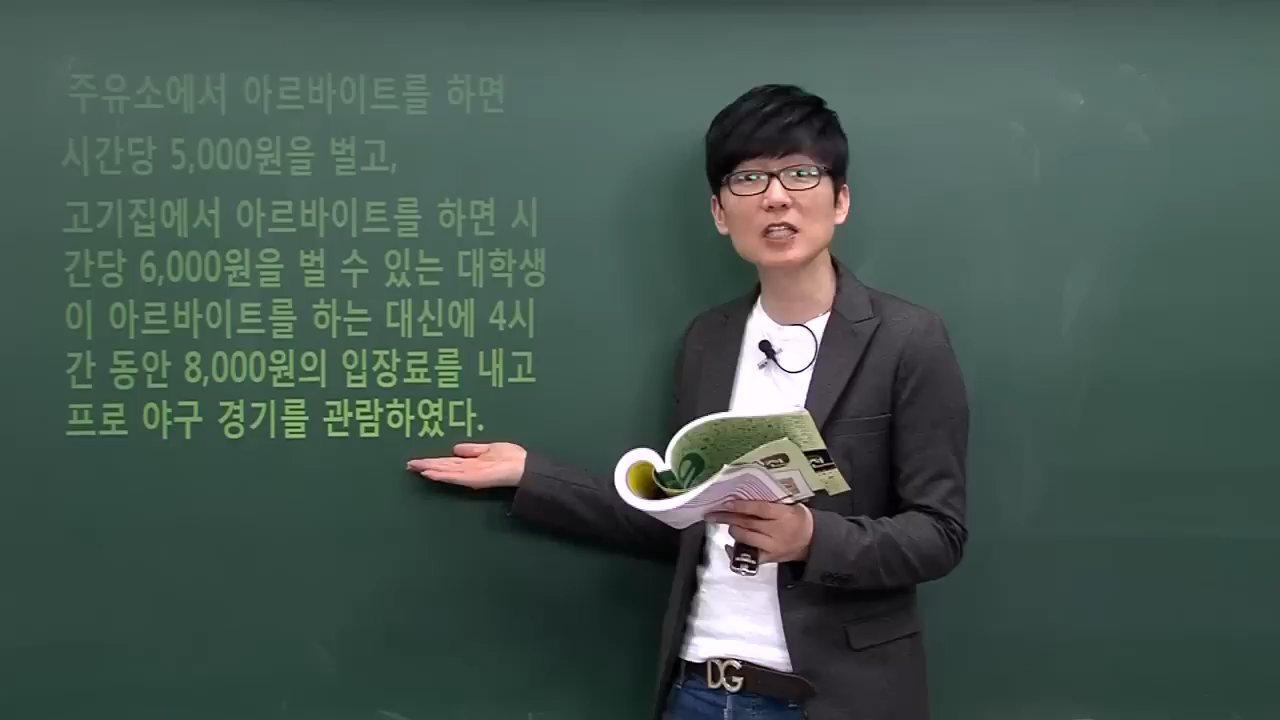 주유소에서 아르바이트를 하면
시간당 5,000원을 벌고,
고기집에서 아르바이트를 하면 시
간당 6,000원을 벌 수 있는 대학생
이 아르바이트를 하는 대신에 4시
간 동안 8,000원의 입장료를 내고
프로 야구 경기를 관람하였다.
DG